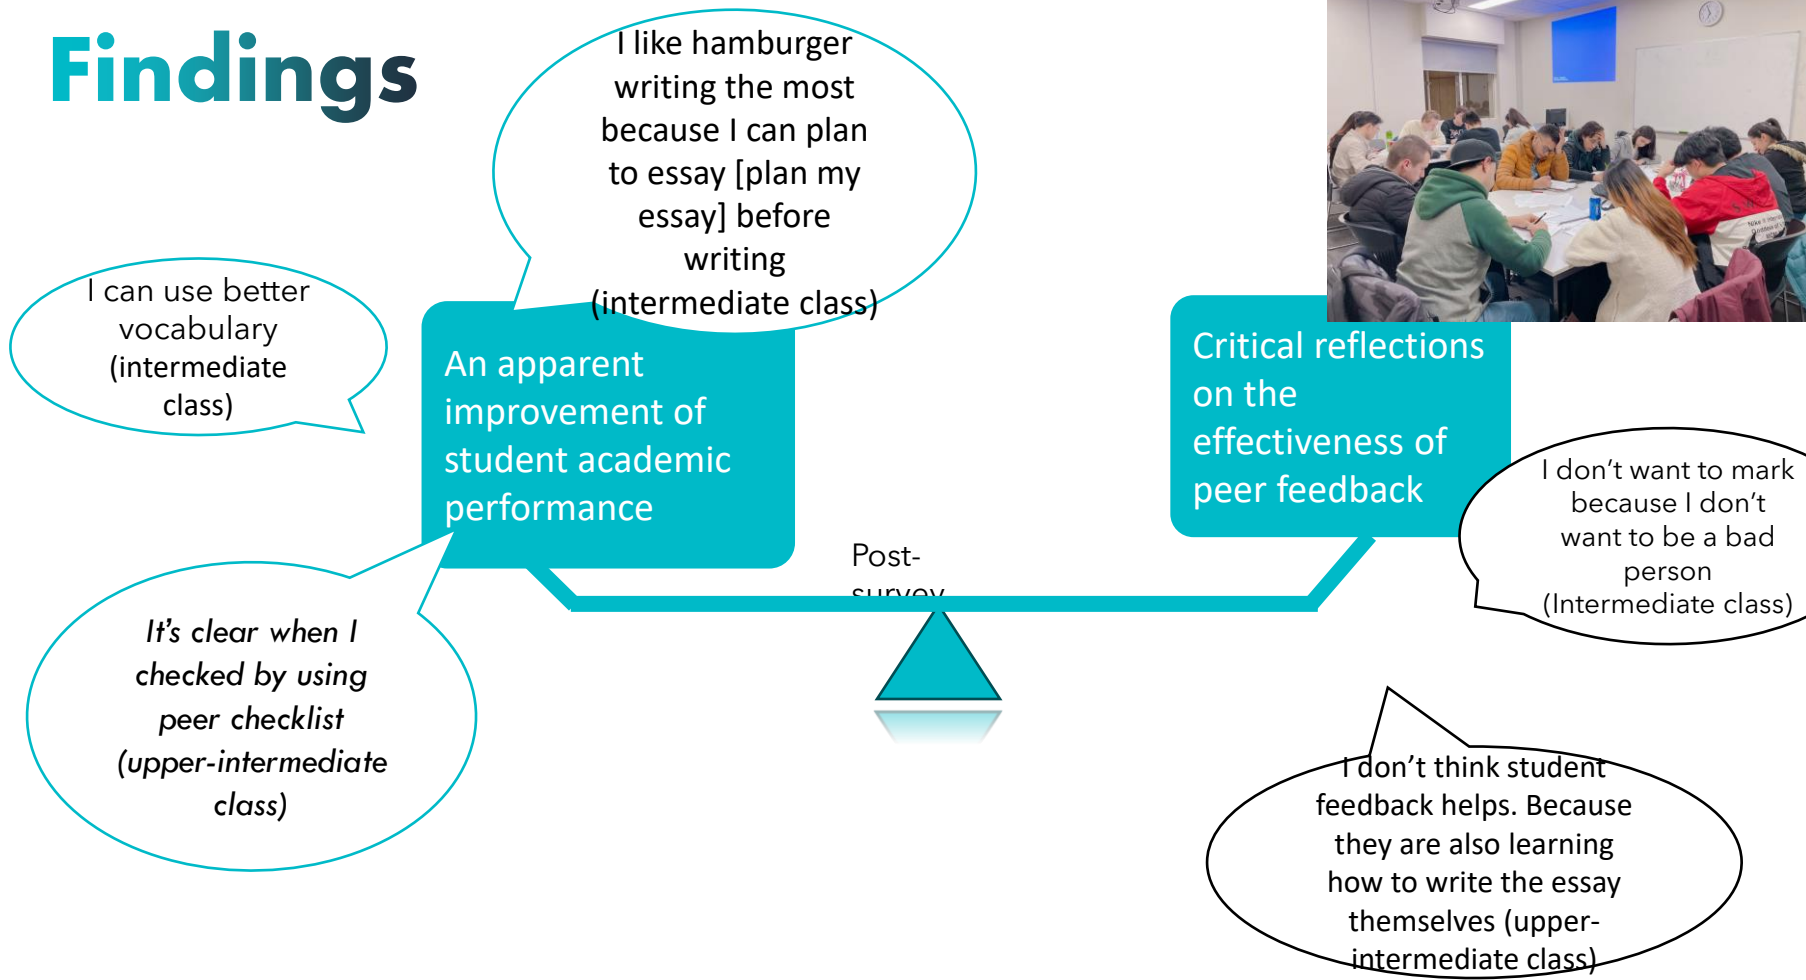 Findings
I like hamburger
writing the most
because I can plan
to essay [plan my
essay] before
writing
(intermediate class)
I can use better
vocabulary
(intermediate
class)
An apparent
improvement of
student academic
performance
It's clear when I
checked by using
peer checklist
(upper-intermediate
class)
Post-
survey
Critical reflections
on the
effectiveness of
peer feedback
I don't want to mark
because I don't
want to be a bad
person
(Intermediate class)
I don't think student
feedback helps. Because
they are also learning
how to write the essay
themselves (upper-
intermediate class)